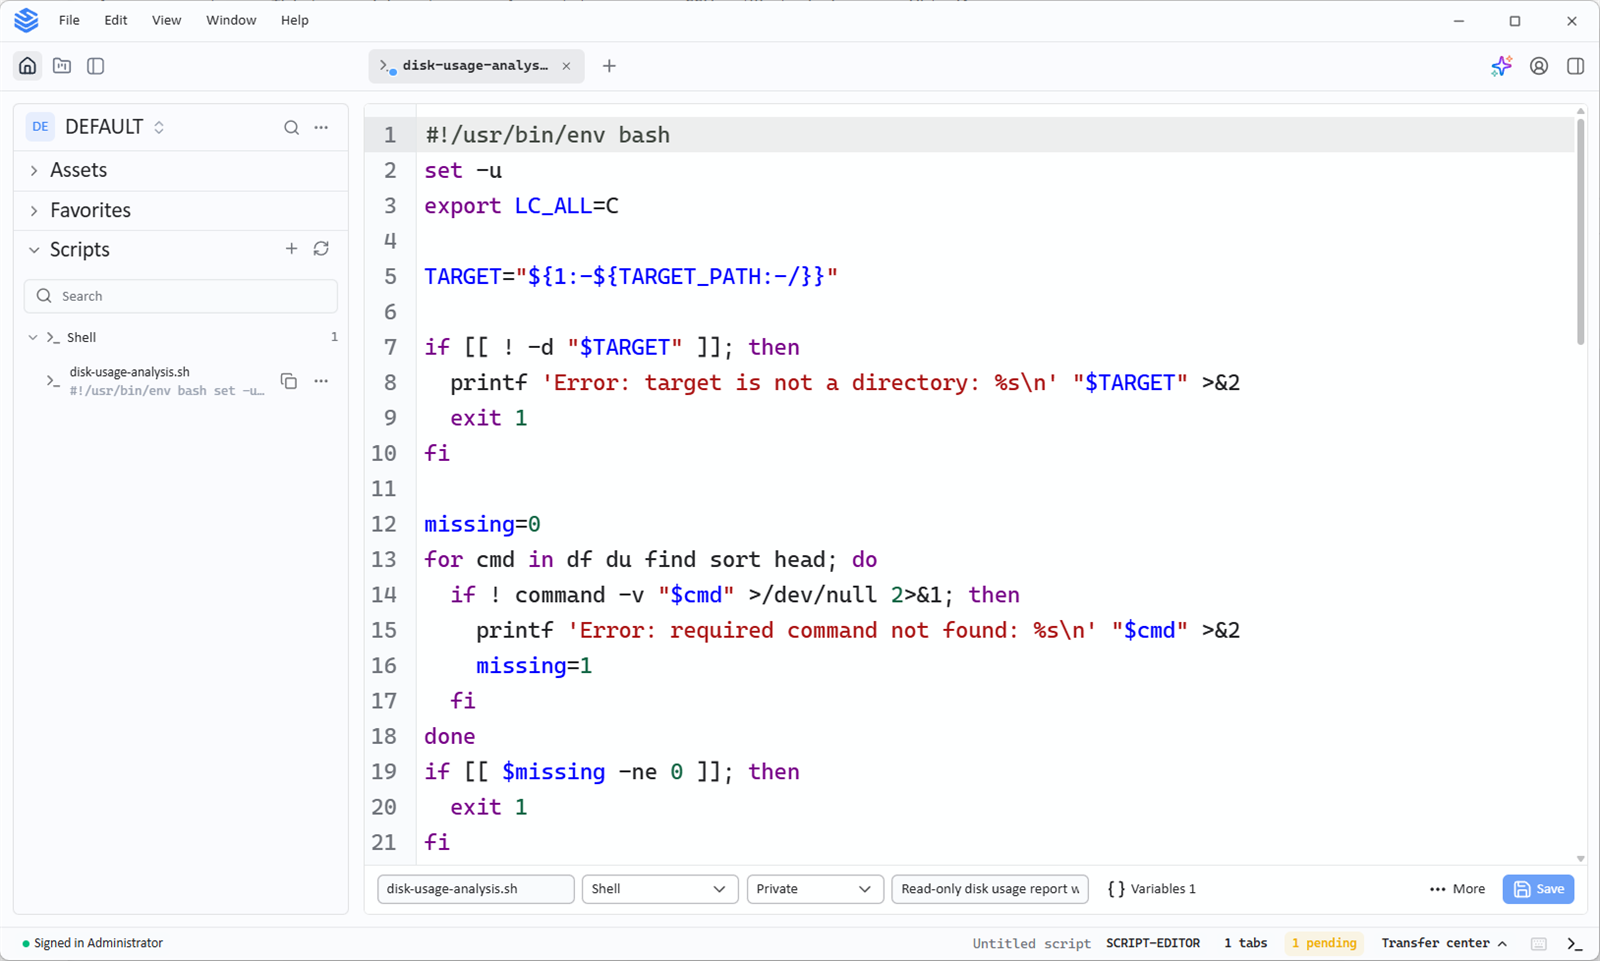 File Edit View Window Help
disk-usage-analys…
DE DEFAULT
Assets
Favorites
Scripts
Search
Shell 1
disk-usage-analysis.sh
#!/usr/bin/env bash set -u…
1 #!/usr/bin/env bash
2 set -u
3 export LC_ALL=C
4
5 TARGET="${1:-${TARGET_PATH:-/}}"
6
7 if [[ ! -d "$TARGET" ]]; then
8 printf 'Error: target is not a directory: %s\n' "$TARGET" >&2
9 exit 1
10 fi
11
12 missing=0
13 for cmd in df du find sort head; do
14 if ! command -v "$cmd" >/dev/null 2>&1; then
15 printf 'Error: required command not found: %s\n' "$cmd" >&2
16 missing=1
17 fi
18 done
19 if [[ $missing -ne 0 ]]; then
20 exit 1
21 fi
disk-usage-analysis.sh Shell Private Read-only disk usage report w {} Variables 1 ••• More Save
Signed in Administrator Untitled script SCRIPT-EDITOR 1 tabs 1 pending Transfer center